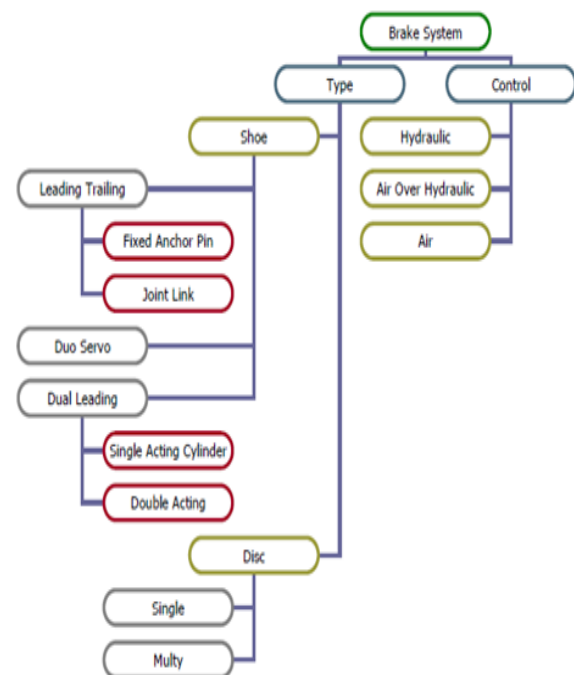 Brake System
Type
Control
Shoe
Hydraulic
Leading Trailing
Air Over Hydraulic
Fixed Anchor Pin
Air
Joint Link
Duo Servo
Dual Leading
Single Acting Cylinder
Double Acting
Disc
Single
Multy